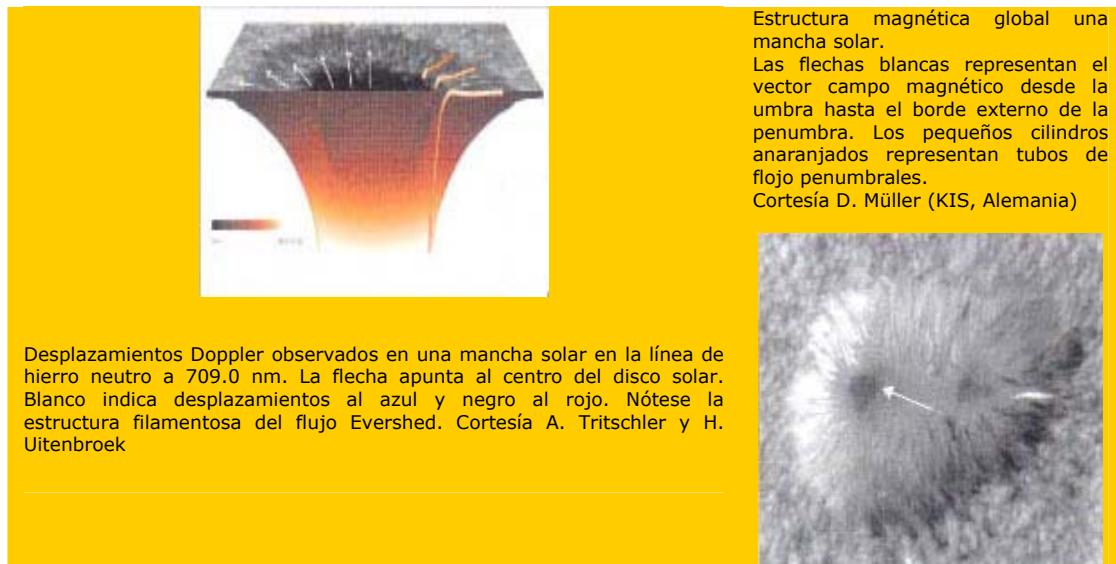 Estructura magnética global una
mancha solar.
Las flechas blancas representan el
vector campo magnético desde la
umbra hasta el borde externo de la
penumbra. Los pequeños cilindros
anaranjados representan tubos de
flojo penumbrales.
Cortesía D. Müller (KIS, Alemania)
Desplazamientos Doppler observados en una mancha solar en la línea de
hierro neutro a 709.0 nm. La flecha apunta al centro del disco solar.
Blanco indica desplazamientos al azul y negro al rojo. Nótese la
estructura filamentosa del flujo Evershed. Cortesía A. Tritschler y H.
Uitenbroek